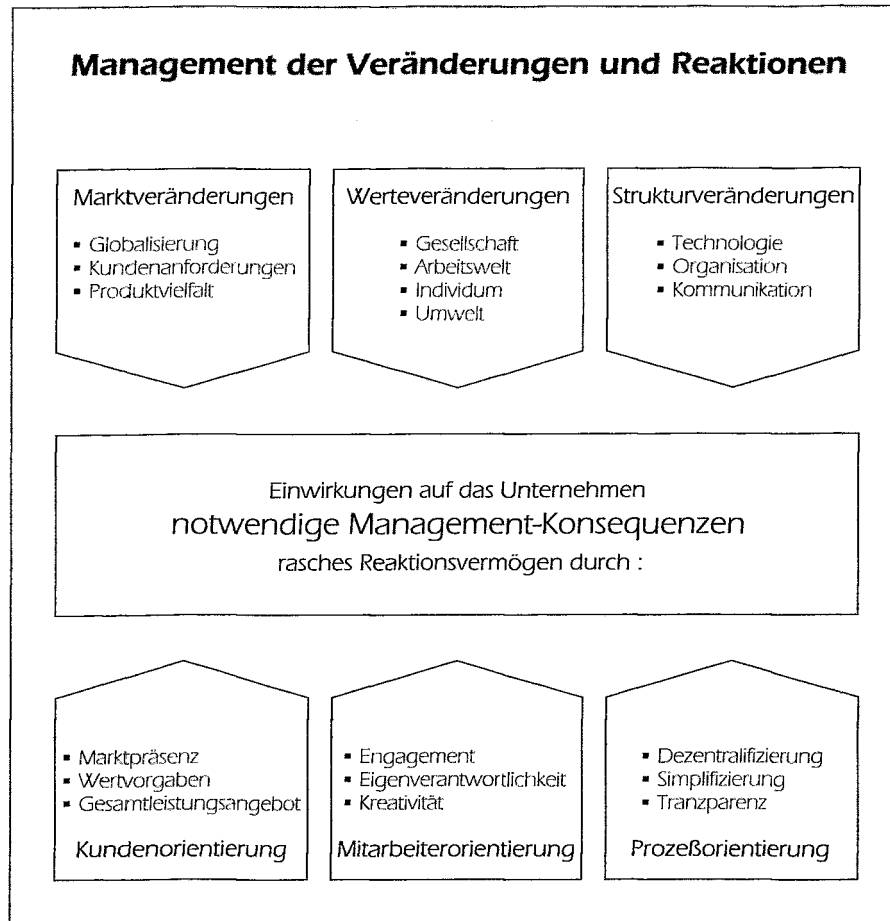 Management der Veränderungen und Reaktionen
Marktveränderungen
▪ Globalisierung
▪ Kundenanforderungen
▪ Produktvielfalt
Werteveränderungen
▪ Gesellschaft
▪ Arbeitswelt
▪ Individum
▪ Umwelt
Strukturveränderungen
▪ Technologie
▪ Organisation
▪ Kommunikation
Einwirkungen auf das Unternehmen
notwendige Management-Konsequenzen
rasches Reaktionsvermögen durch :
▪ Marktpräsenz
▪ Wertvorgaben
▪ Gesamtleistungsangebot
Kundenorientierung
▪ Engagement
▪ Eigenverantwortlichkeit
▪ Kreativität
Mitarbeiterorientierung
▪ Dezentralifizierung
▪ Simplifizierung
▪ Tranzparenz
Prozeßorientierung